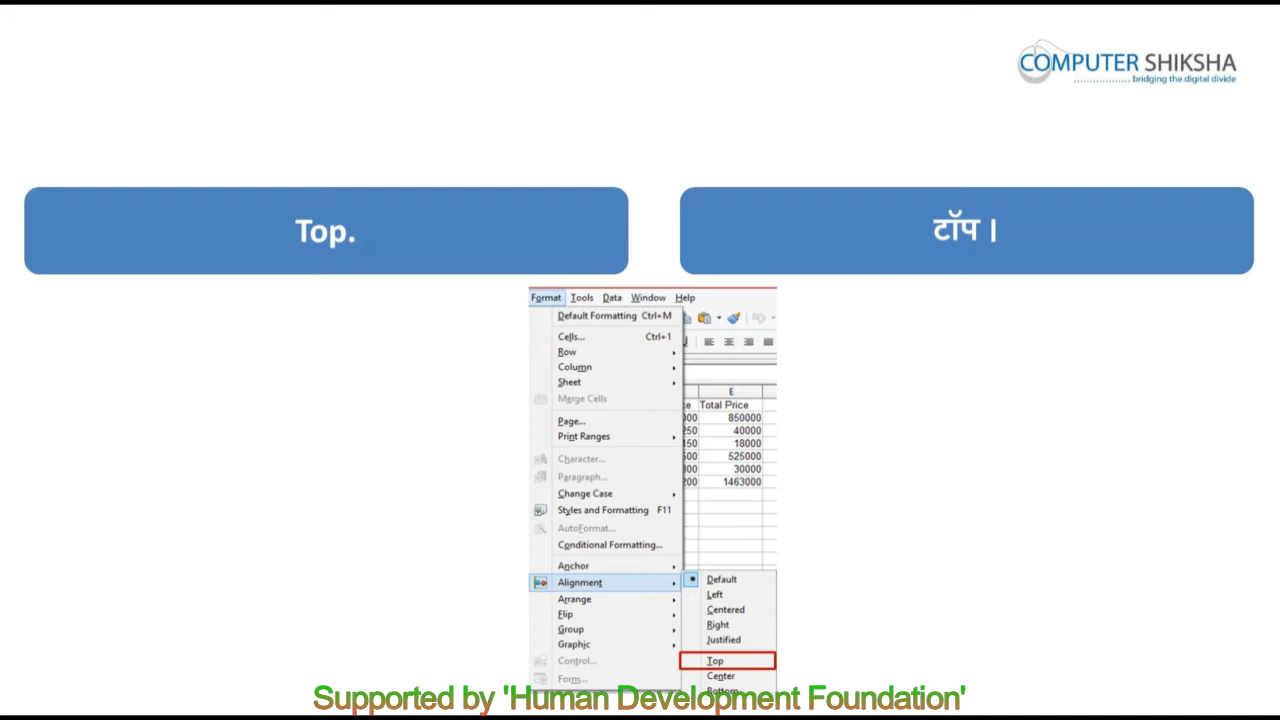 COMPUTER SHIKSHA
bridging the digital divide
Top.
टॉप ।
Format Tools Data Window Help
Default Formatting Ctrl+M
Cells... Ctrl+1
Row
Column
Sheet
Merge Cells
Page...
Print Ranges
Character...
Paragraph...
Change Case
Styles and Formatting F11
AutoFormat...
Conditional Formatting...
Anchor
Alignment
Arrange
Flip
Group
Graphic
Control...
Form...
E
Total Price
850000
250 40000
150 18000
525000
30000
1463000
Default
Left
Centered
Right
Justified
Top
Center
Bottom
Supported by 'Human Development Foundation'